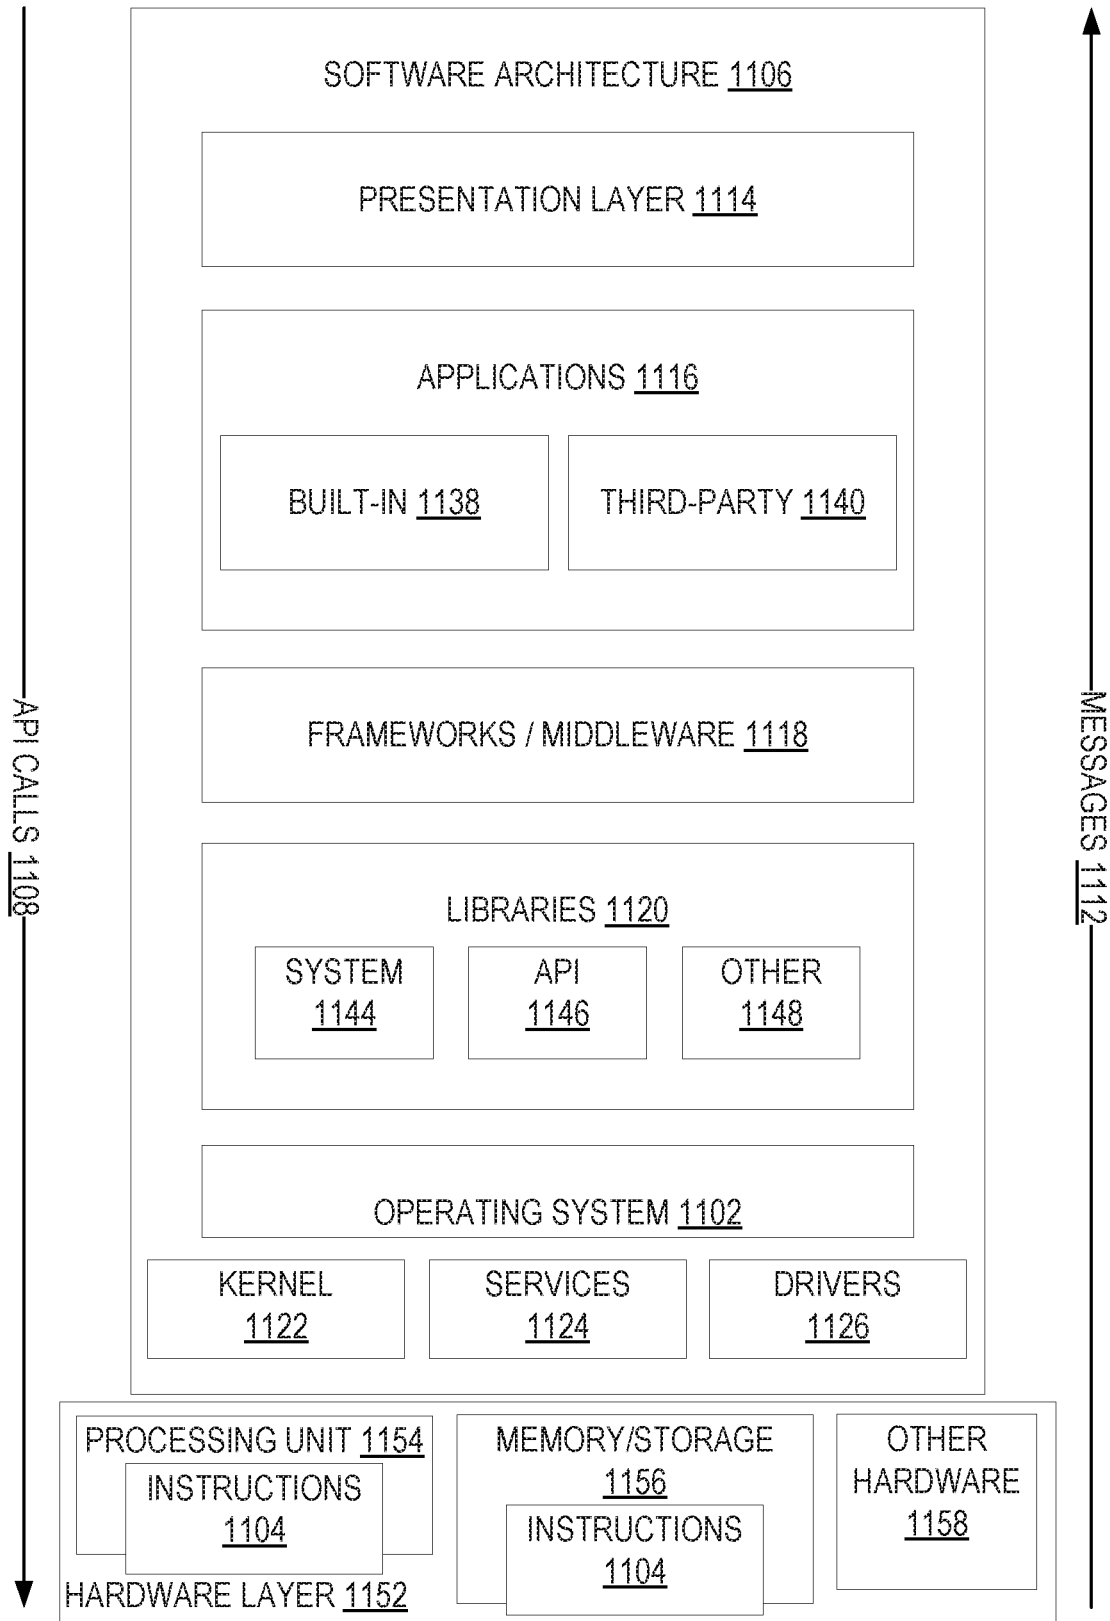 SOFTWARE ARCHITECTURE 1106
PRESENTATION LAYER 1114
APPLICATIONS 1116
BUILT-IN 1138
THIRD-PARTY 1140
FRAMEWORKS / MIDDLEWARE 1118
API CALLS 1108
MESSAGES 1112
LIBRARIES 1120
SYSTEM
1144
API
1146
OTHER
1148
OPERATING SYSTEM 1102
KERNEL
1122
SERVICES
1124
DRIVERS
1126
PROCESSING UNIT 1154
INSTRUCTIONS
1104
MEMORY/STORAGE
1156
INSTRUCTIONS
1104
OTHER
HARDWARE
1158
HARDWARE LAYER 1152